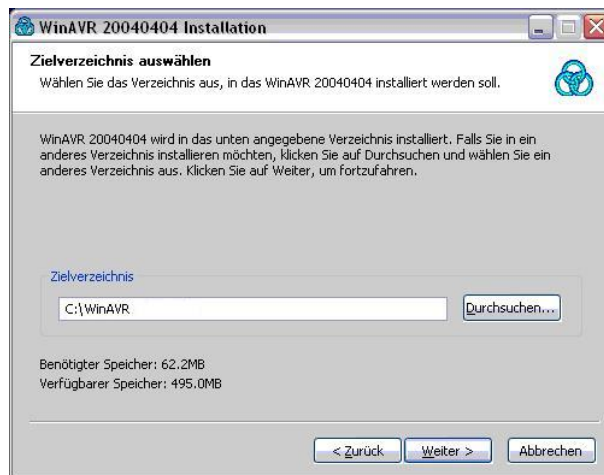 WinAVR 20040404 Installation
Zielverzeichnis auswählen
Wählen Sie das Verzeichnis aus, in das WinAVR 20040404 installiert werden soll.
WinAVR 20040404 wird in das unten angegebene Verzeichnis installiert. Falls Sie in ein
anderes Verzeichnis installieren möchten, klicken Sie auf Durchsuchen und wählen Sie ein
anderes Verzeichnis aus. Klicken Sie auf Weiter, um fortzufahren.
Zielverzeichnis
C:\WinAVR
Durchsuchen...
Benötigter Speicher: 62.2MB
Verfügbarer Speicher: 495.0MB
< Zurück
Weiter >
Abbrechen